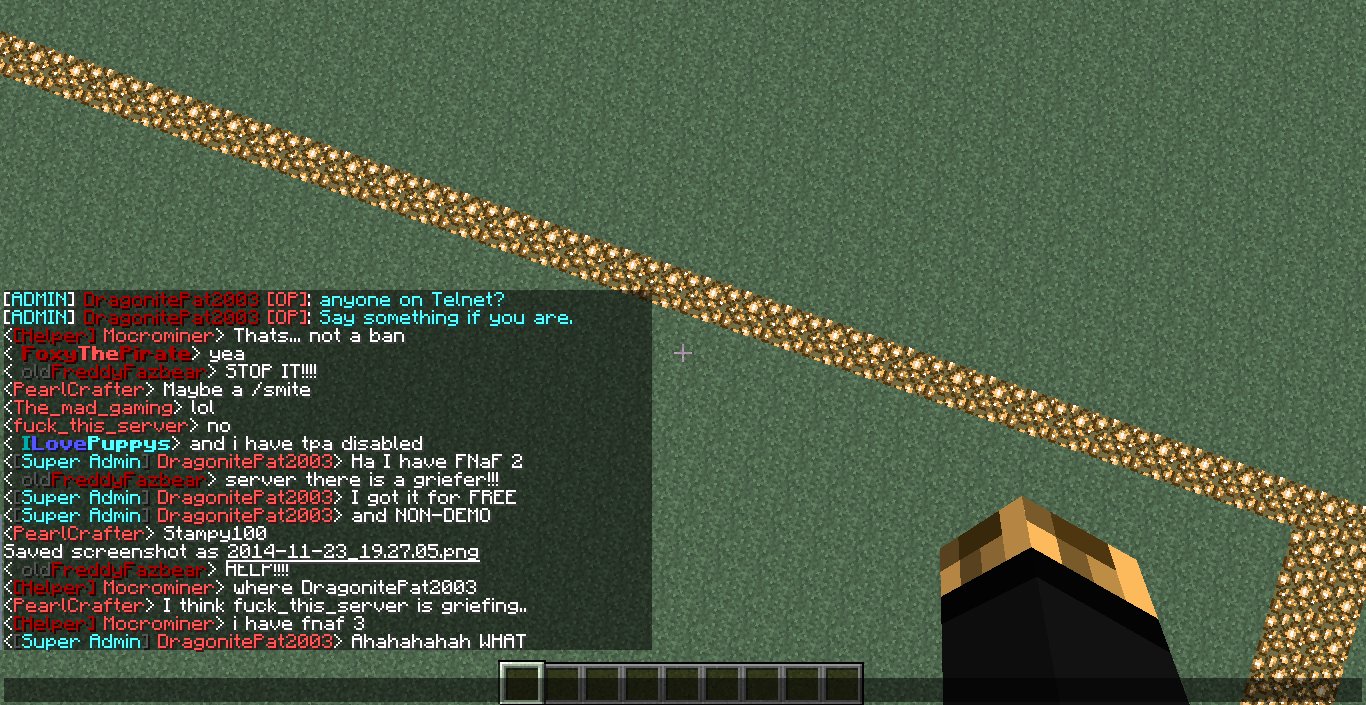 [ADMIN] DragonitePat2003 [OP]: anyone on Telnet?
[ADMIN] DragonitePat2003 [OP]: Say something if you are.
<[Helper] Mocrominer> Thats... not a ban
< FoxyThePirate> yea
< oldFreddyFazbear> STOP IT!!!!
<PearlCrafter> Maybe a /smite
<The_mad_gaming> lol
<fuck_this_server> no
< ILovePuppys> and i have tpa disabled
<[Super Admin] DragonitePat2003> Ha I have FNaF 2
< oldFreddyFazbear> server there is a griefer!!!
<[Super Admin] DragonitePat2003> I got it for FREE
<[Super Admin] DragonitePat2003> and NON-DEMO
<PearlCrafter> Stampy100
Saved screenshot as 2014-11-23_19.27.05.png
< oldFreddyFazbear> HELP!!!!
<[Helper] Mocrominer> where DragonitePat2003
<PearlCrafter> I think fuck_this_server is griefing..
<[Helper] Mocrominer> i have fnaf 3
<[Super Admin] DragonitePat2003> Ahahahahah WHAT